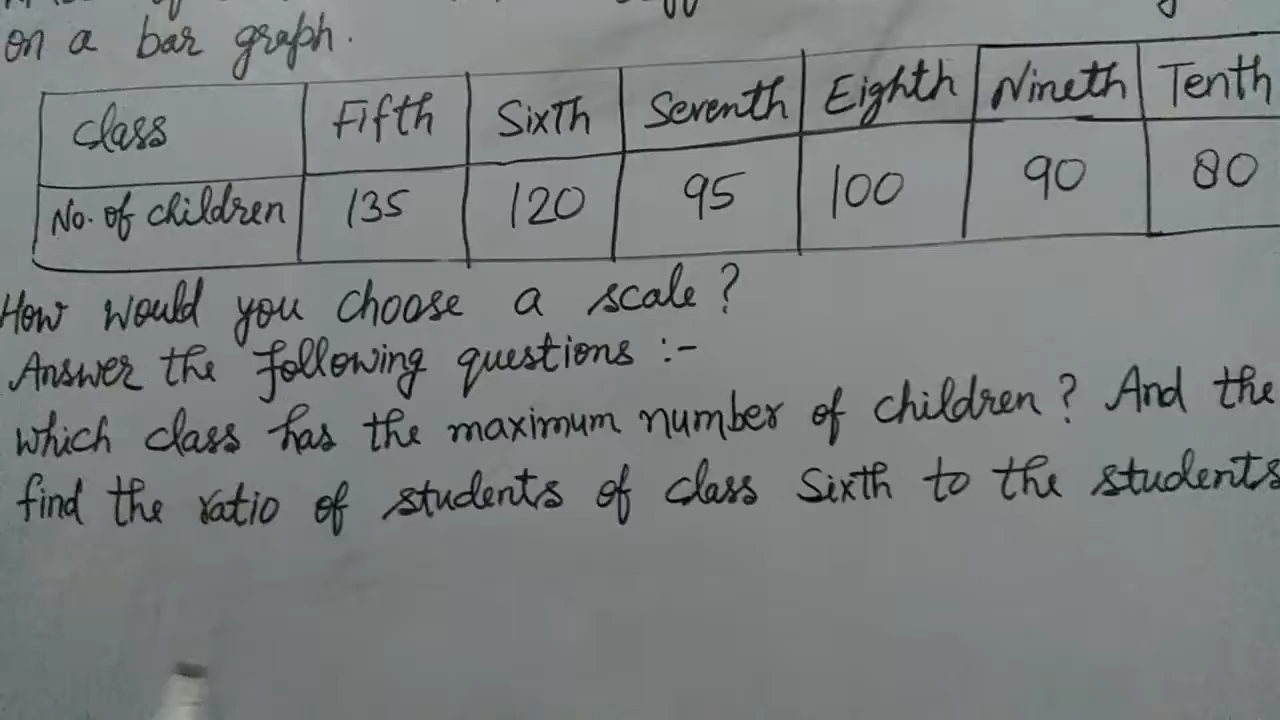 on a bar graph.
Class Fifth Sixth Seventh Eighth Nineth Tenth
No. of children 135 120 95 100 90 80
How would you choose a scale?
Answer the following questions :-
which class has the maximum number of children? And the
find the ratio of students of class Sixth to the students